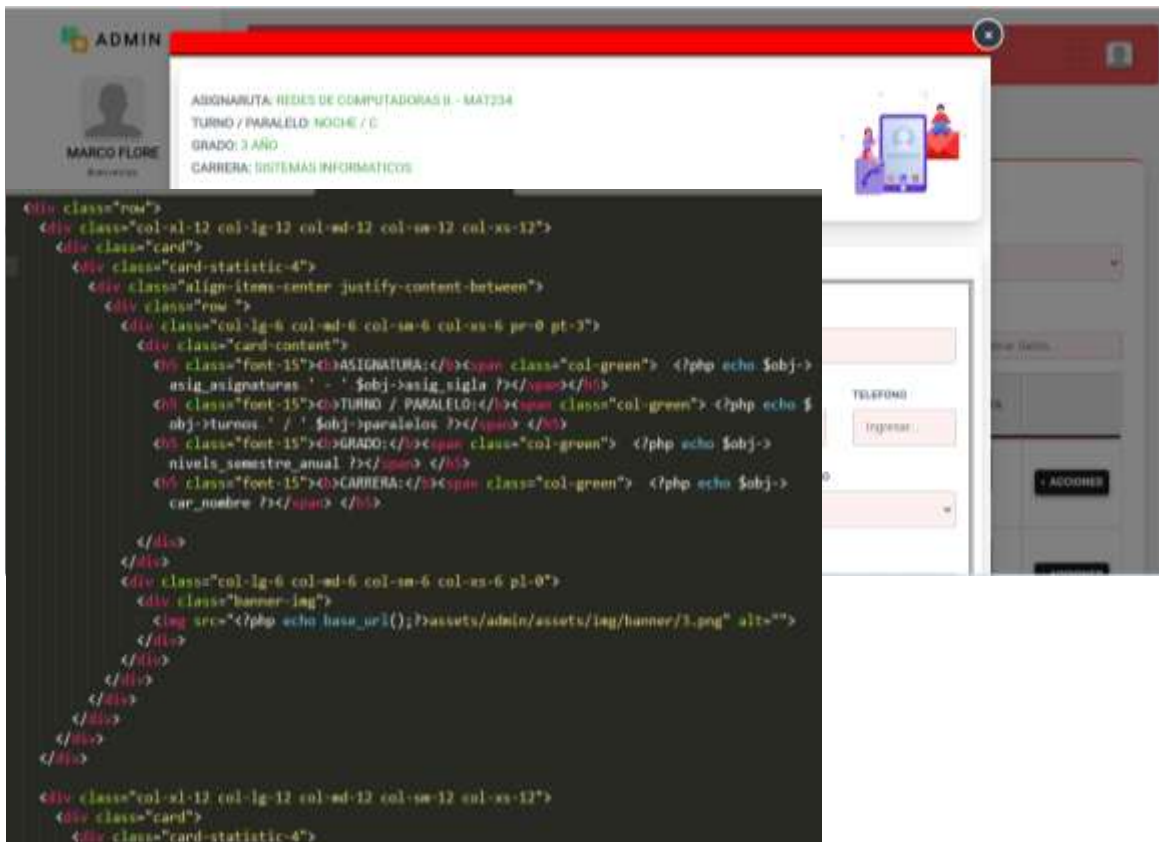 ADMIN
MARCO FLORE
ASIGNARUTA: REDES DE COMPUTADORAS II. - MAT234
TURNO / PARALELO: NOCHE / C
GRADO: 3 AÑO
CARRERA: SISTEMAS INFORMATICOS
TELEFONO
Ingresar
ACCIONES
<div class="row">
<div class="col-xl-12 col-lg-12 col-md-12 col-sm-12 col-xs-12">
<div class="card">
<div class="card-statistic-4">
<div class="align-items-center justify-content-between">
<div class="row ">
<div class="col-lg-6 col-md-6 col-sm-6 col-xs-6 pr-0 pt-3">
<div class="card-content">
<h5 class="font-15"><b>ASIGNATURA:</b><span class="col-green">  <?php echo $obj->
asig_asignaturas ' - ' $obj->asig_sigla ?></span></h5>
<h5 class="font-15"><b>TURNO / PARALELO:</b><span class="col-green"> <?php echo $
obj->turnos ' / ' $obj->paralelos ?></span> </h5>
<h5 class="font-15"><b>GRADO:</b><span class="col-green">  <?php echo $obj->
nivels_semestre_anual ?></span> </h5>
<h5 class="font-15"><b>CARRERA:</b><span class="col-green">  <?php echo $obj->
car_nombre ?></span> </h5>
</div>
</div>
<div class="col-lg-6 col-md-6 col-sm-6 col-xs-6 pl-0">
<div class="banner-img">
<img src="<?php echo base_url();?>assets/admin/assets/img/banner/3.png" alt="">
</div>
</div>
</div>
</div>
</div>
</div>
</div>
<div class="col-xl-12 col-lg-12 col-md-12 col-sm-12 col-xs-12">
<div class="card">
<div class="card-statistic-4">